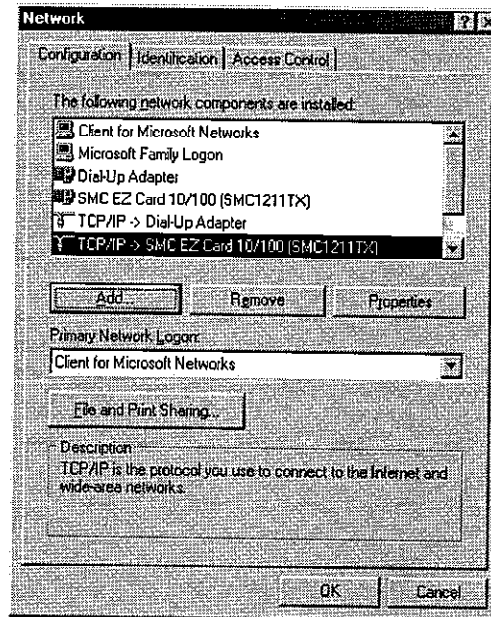 Network
Configuration Identification Access Control
The following network components are installed:
Client for Microsoft Networks
Microsoft Family Logon
Dial-Up Adapter
SMC EZ Card 10/100 (SMC1211TX)
TCP/IP -> Dial-Up Adapter
TCP/IP -> SMC EZ Card 10/100 (SMC1211TX)
Add... Remove Properties
Primary Network Logon:
Client for Microsoft Networks
File and Print Sharing...
Description
TCP/IP is the protocol you use to connect to the Internet and
wide-area networks.
OK Cancel